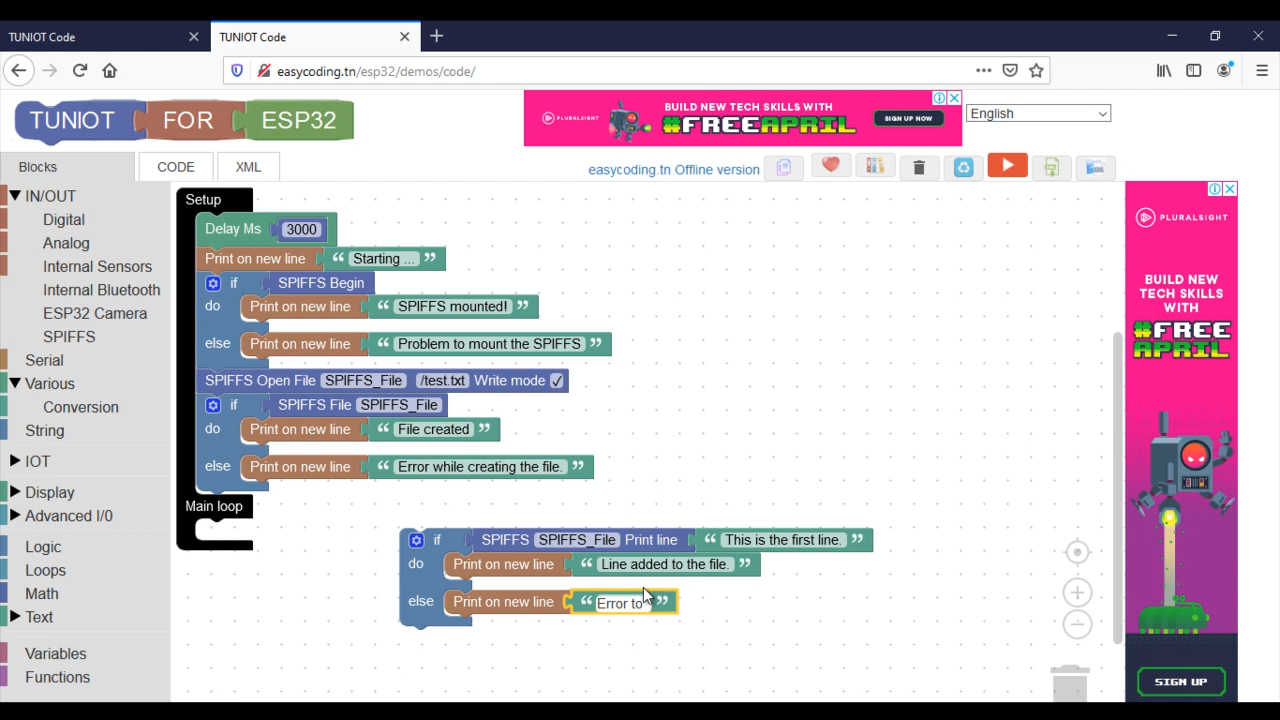 TUNIOT Code
TUNIOT Code
easycoding.tn/esp32/demos/code/
TUNIOT FOR ESP32
PLURALSIGHT
BUILD NEW TECH SKILLS WITH
#FREEAPRIL
SIGN UP NOW
English
Blocks
CODE
XML
easycoding.tn Offline version
IN/OUT
Digital
Analog
Internal Sensors
Internal Bluetooth
ESP32 Camera
SPIFFS
Serial
Various
Conversion
String
IOT
Display
Advanced I/0
Logic
Loops
Math
Text
Variables
Functions
Setup
Delay Ms 3000
Print on new line “ Starting ... ”
if SPIFFS Begin
do Print on new line “ SPIFFS mounted! ”
else Print on new line “ Problem to mount the SPIFFS ”
SPIFFS Open File SPIFFS_File /test.txt Write mode ✓
if SPIFFS File SPIFFS_File
do Print on new line “ File created ”
else Print on new line “ Error while creating the file. ”
Main loop
if SPIFFS SPIFFS_File Print line “ This is the first line. ”
do Print on new line “ Line added to the file. ”
else Print on new line “ Error to ”
PLURALSIGHT
BUILD NEW
TECH SKILLS
WITH
#FREE
APRIL
SIGN UP